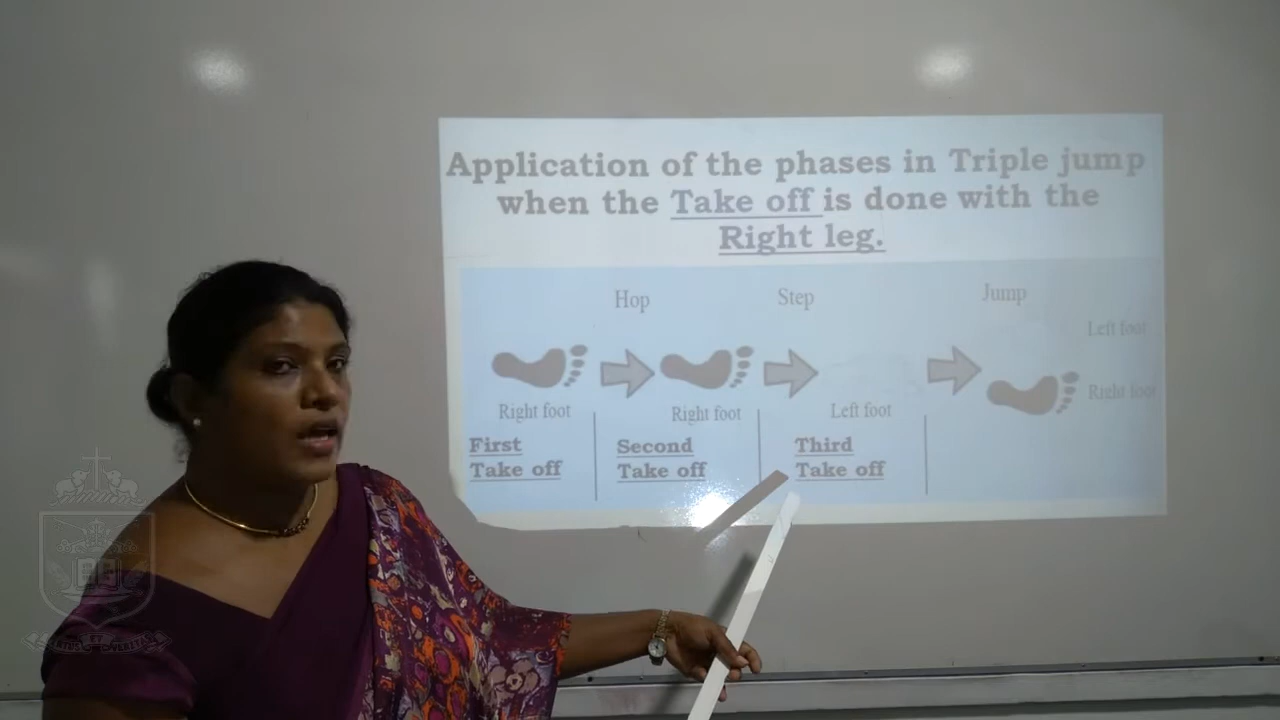 Application of the phases in Triple jump
when the Take off is done with the
Right leg.
Hop Step Jump
Left foot
Right foot Right foot Left foot Right foot
First Second Third
Take off Take off Take off